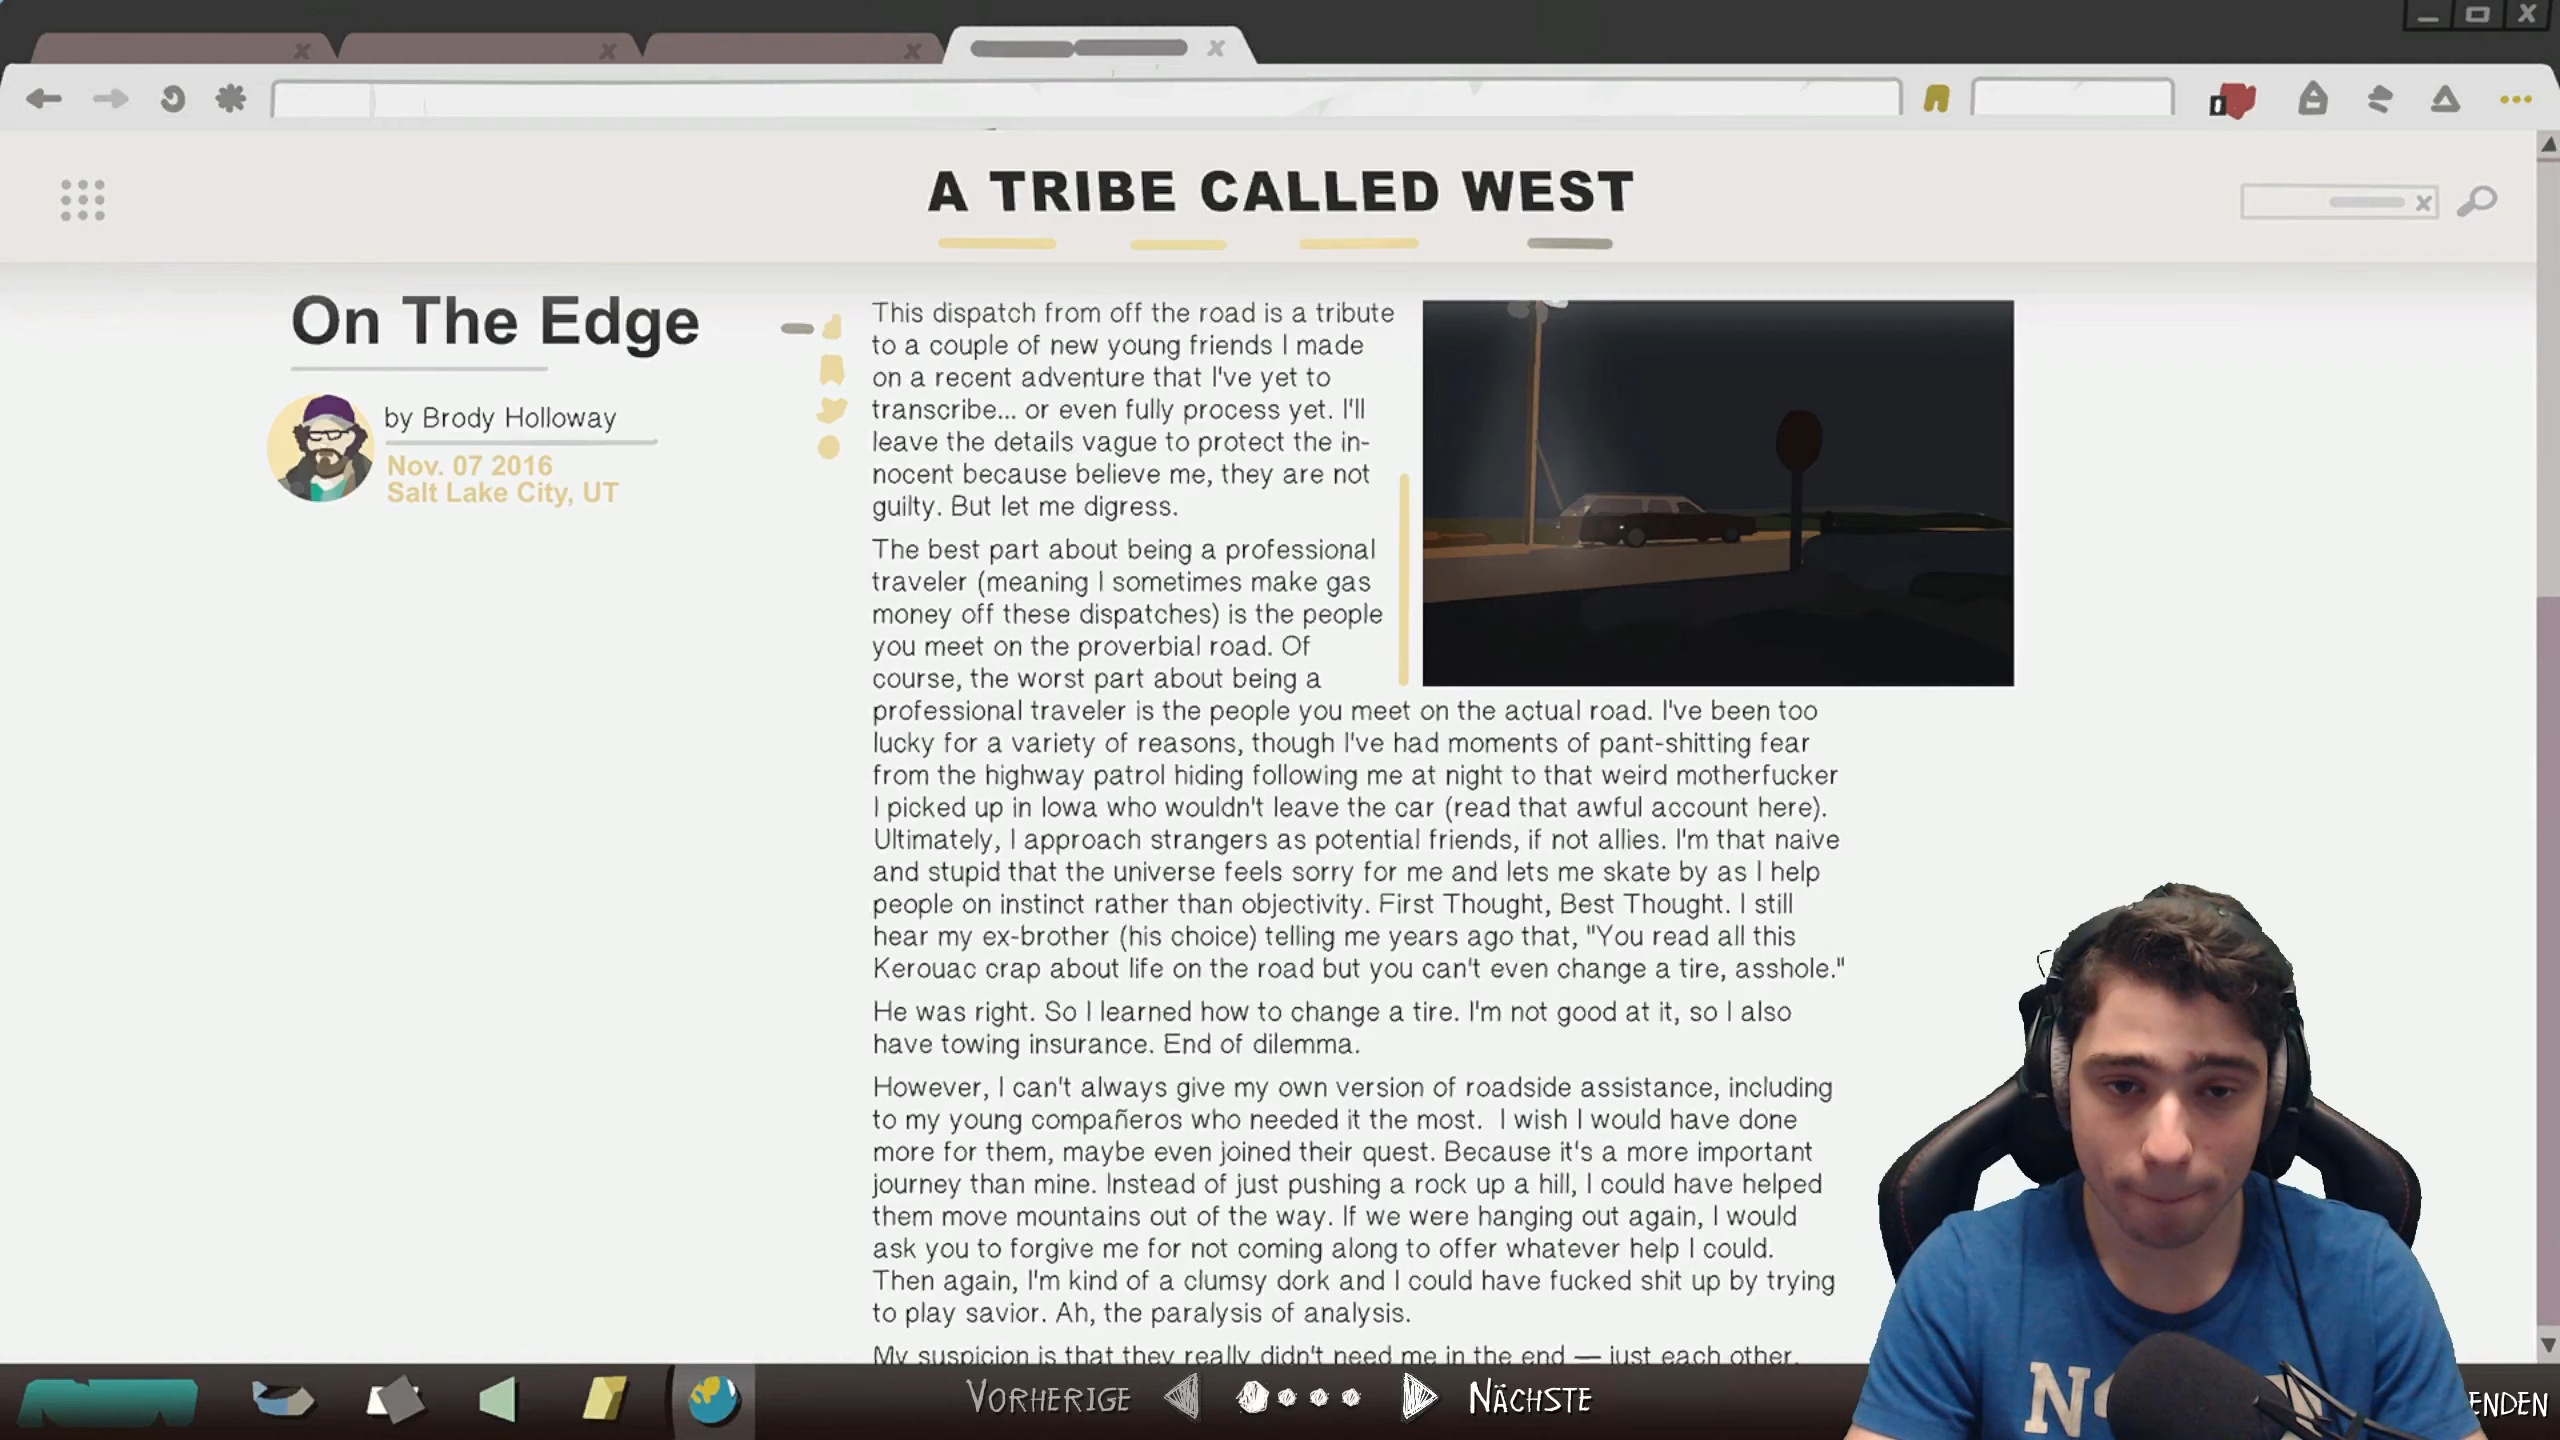 A TRIBE CALLED WEST
On The Edge
by Brody Holloway
Nov. 07 2016
Salt Lake City, UT
This dispatch from off the road is a tribute
to a couple of new young friends I made
on a recent adventure that I've yet to
transcribe... or even fully process yet. I'll
leave the details vague to protect the in-
nocent because believe me, they are not
guilty. But let me digress.
The best part about being a professional
traveler (meaning I sometimes make gas
money off these dispatches) is the people
you meet on the proverbial road. Of
course, the worst part about being a
professional traveler is the people you meet on the actual road. I've been too
lucky for a variety of reasons, though I've had moments of pant-shitting fear
from the highway patrol hiding following me at night to that weird motherfucker
I picked up in Iowa who wouldn't leave the car (read that awful account here).
Ultimately, I approach strangers as potential friends, if not allies. I'm that naive
and stupid that the universe feels sorry for me and lets me skate by as I help
people on instinct rather than objectivity. First Thought, Best Thought. I still
hear my ex-brother (his choice) telling me years ago that, "You read all this
Kerouac crap about life on the road but you can't even change a tire, asshole."
He was right. So I learned how to change a tire. I'm not good at it, so I also
have towing insurance. End of dilemma.
However, I can't always give my own version of roadside assistance, including
to my young compañeros who needed it the most.  I wish I would have done
more for them, maybe even joined their quest. Because it's a more important
journey than mine. Instead of just pushing a rock up a hill, I could have helped
them move mountains out of the way. If we were hanging out again, I would
ask you to forgive me for not coming along to offer whatever help I could.
Then again, I'm kind of a clumsy dork and I could have fucked shit up by trying
to play savior. Ah, the paralysis of analysis.
My suspicion is that they really didn't need me in the end — just each other.
VORHERIGE
NÄCHSTE
ENDEN